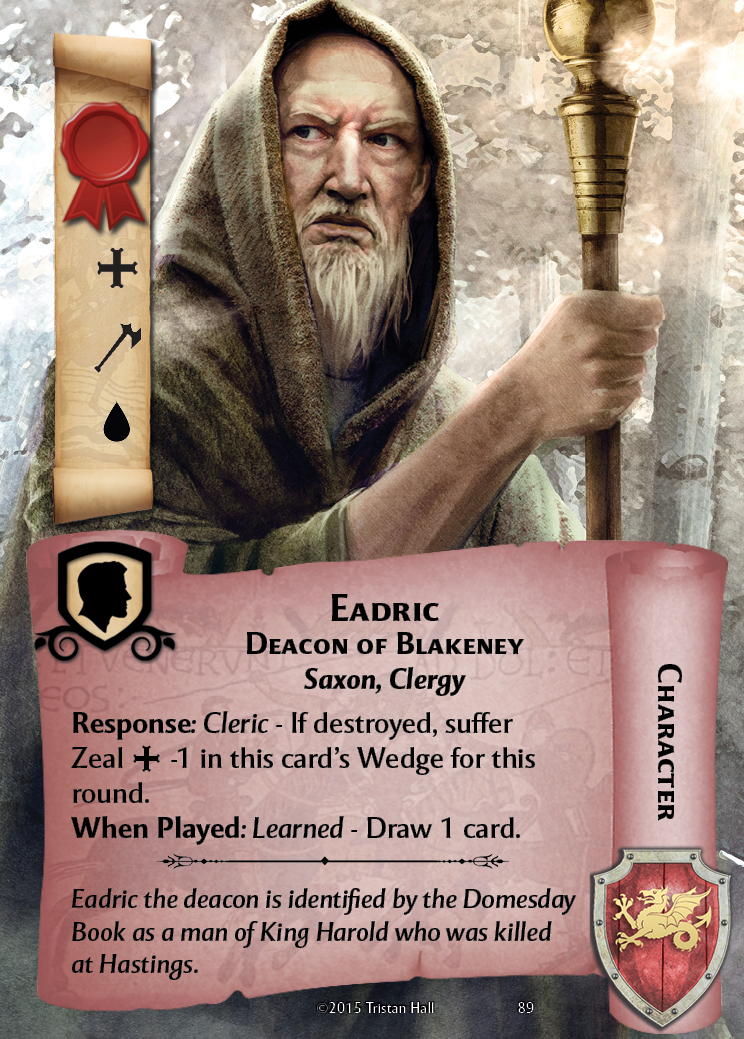 Eadric
Deacon of Blakeney
Saxon, Clergy
Character
Response: Cleric - If destroyed, suffer
Zeal ✚ -1 in this card's Wedge for this
round.
When Played: Learned - Draw 1 card.
Eadric the deacon is identified by the Domesday
Book as a man of King Harold who was killed
at Hastings.
©2015 Tristan Hall
89